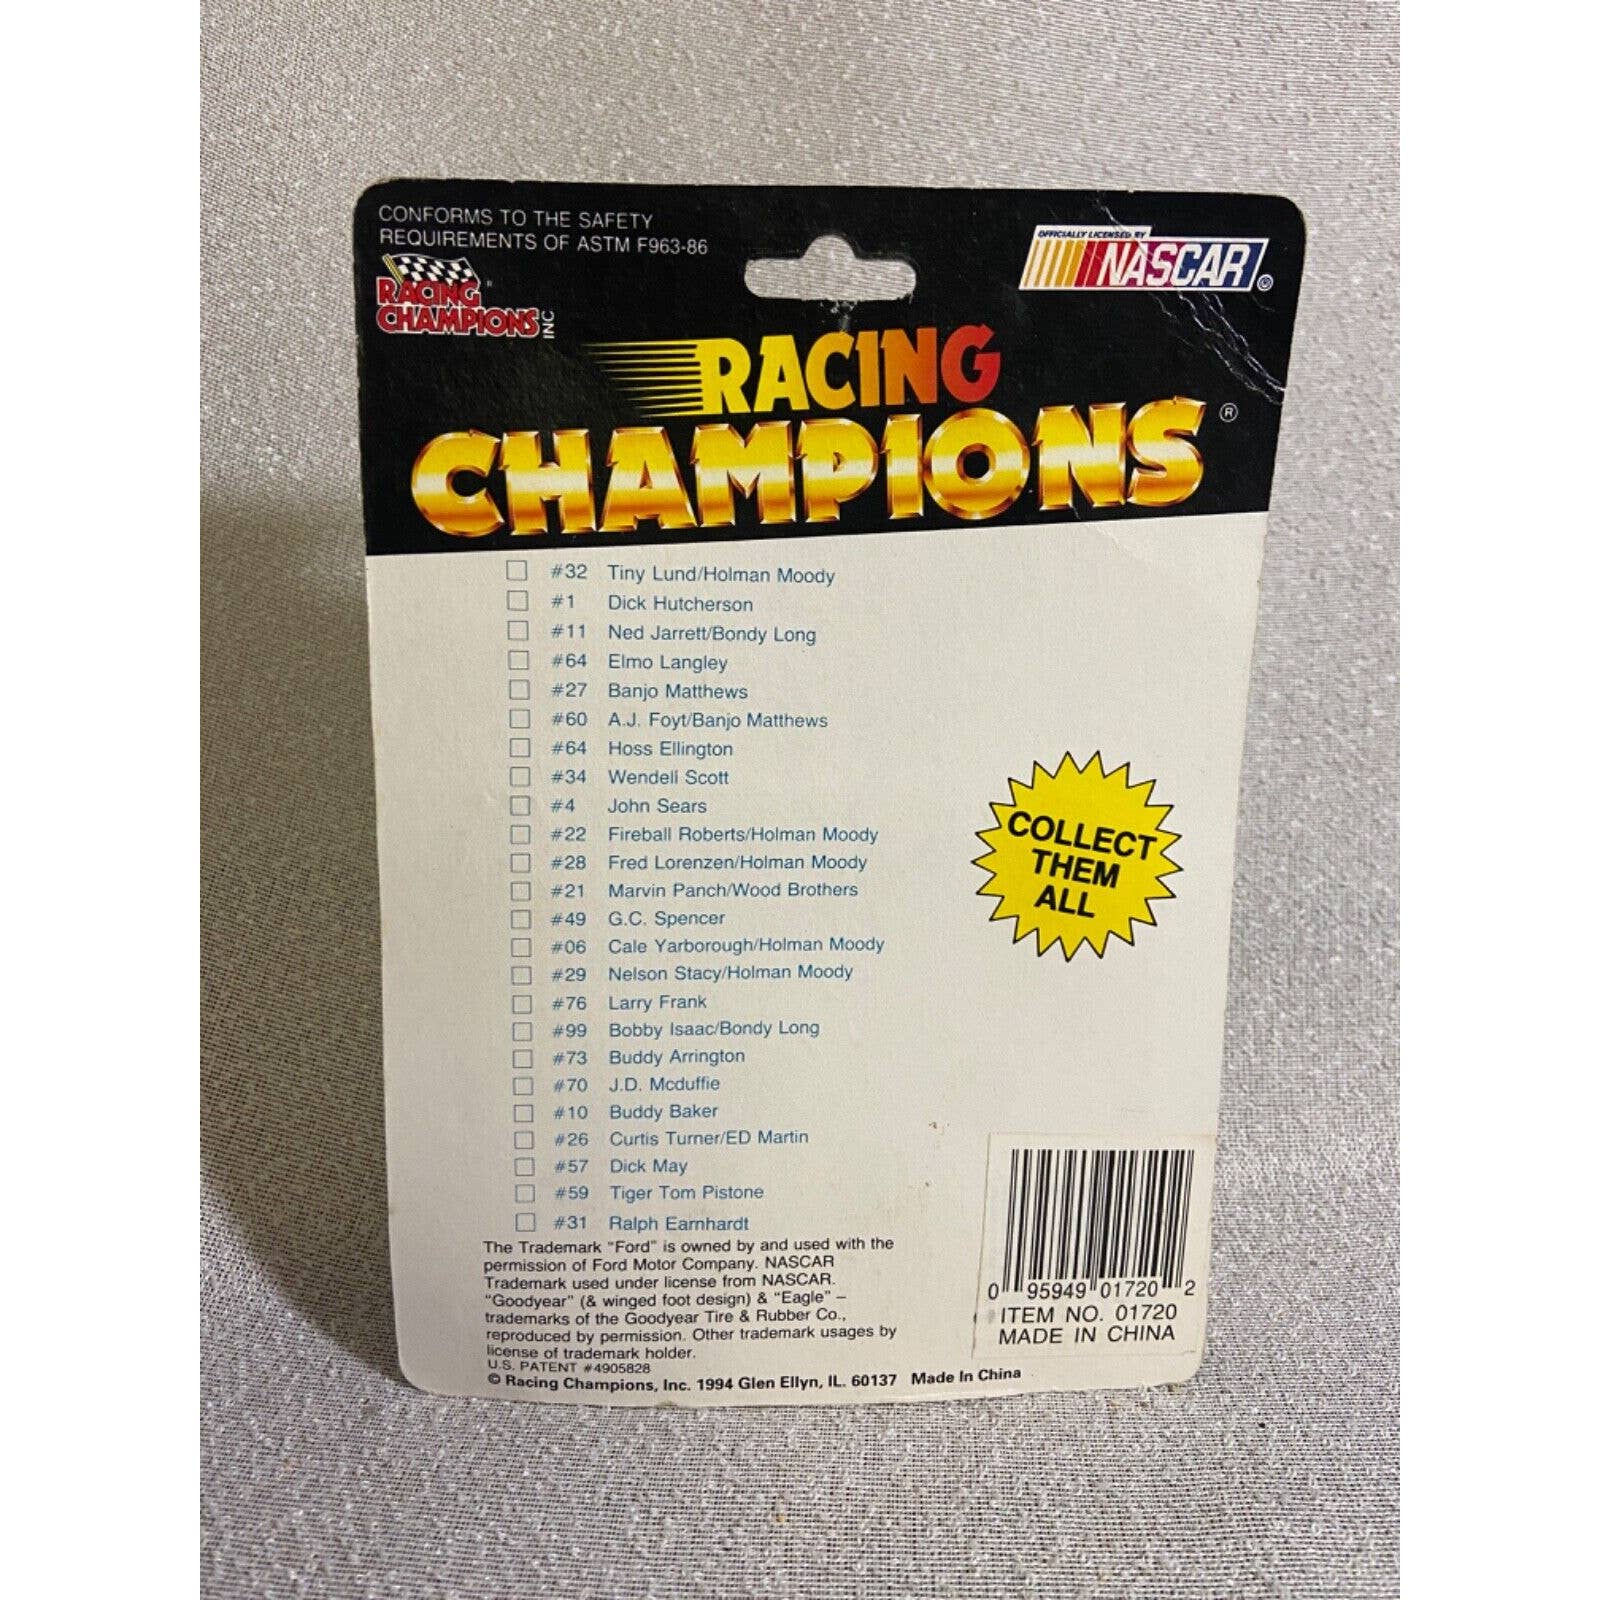 CONFORMS TO THE SAFETY
REQUIREMENTS OF ASTM F963-86
RACING
CHAMPIONS INC
OFFICIALLY LICENSED BY
NASCAR®
RACING
CHAMPIONS®
#32 Tiny Lund/Holman Moody
#1 Dick Hutcherson
#11 Ned Jarrett/Bondy Long
#64 Elmo Langley
#27 Banjo Matthews
#60 A.J. Foyt/Banjo Matthews
#64 Hoss Ellington
#34 Wendell Scott
#4 John Sears
#22 Fireball Roberts/Holman Moody
#28 Fred Lorenzen/Holman Moody
#21 Marvin Panch/Wood Brothers
#49 G.C. Spencer
#06 Cale Yarborough/Holman Moody
#29 Nelson Stacy/Holman Moody
#76 Larry Frank
#99 Bobby Isaac/Bondy Long
#73 Buddy Arrington
#70 J.D. Mcduffie
#10 Buddy Baker
#26 Curtis Turner/ED Martin
#57 Dick May
#59 Tiger Tom Pistone
#31 Ralph Earnhardt
COLLECT
THEM
ALL
The Trademark "Ford" is owned by and used with the
permission of Ford Motor Company. NASCAR
Trademark used under license from NASCAR.
"Goodyear" (& winged foot design) & "Eagle" –
trademarks of the Goodyear Tire & Rubber Co.,
reproduced by permission. Other trademark usages by
license of trademark holder.
U.S. PATENT #4905828
© Racing Champions, Inc. 1994 Glen Ellyn, IL. 60137 Made In China
0 95949 01720 2
ITEM NO. 01720
MADE IN CHINA